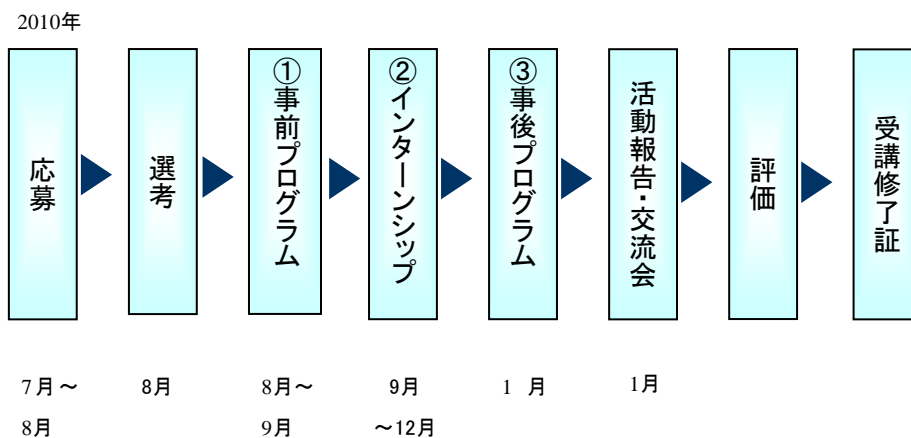 2010年
応募
選考
①事前プログラム
②インターンシップ
③事後プログラム
活動報告・交流会
評価
受講修了証
7月～
8月
8月
8月～
9月
9月
～12月
1 月
1月